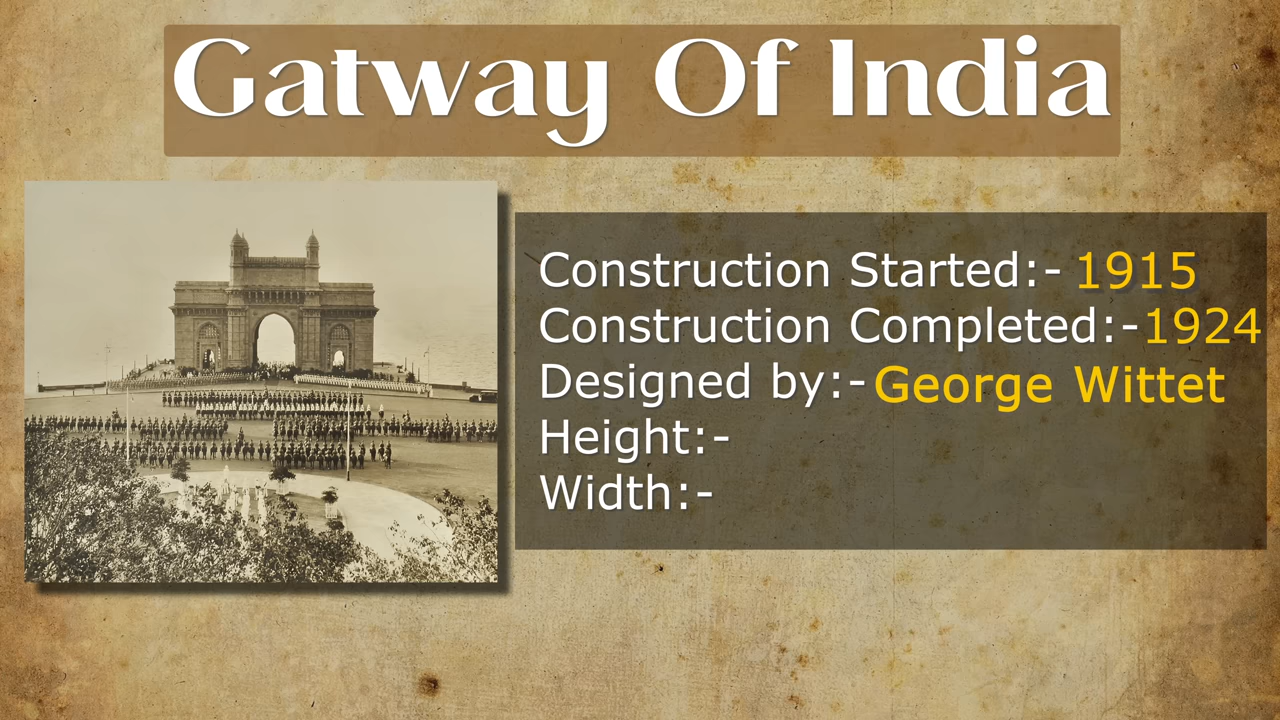 Gatway Of India
Construction Started:- 1915
Construction Completed:-1924
Designed by:-George Wittet
Height:-
Width:-